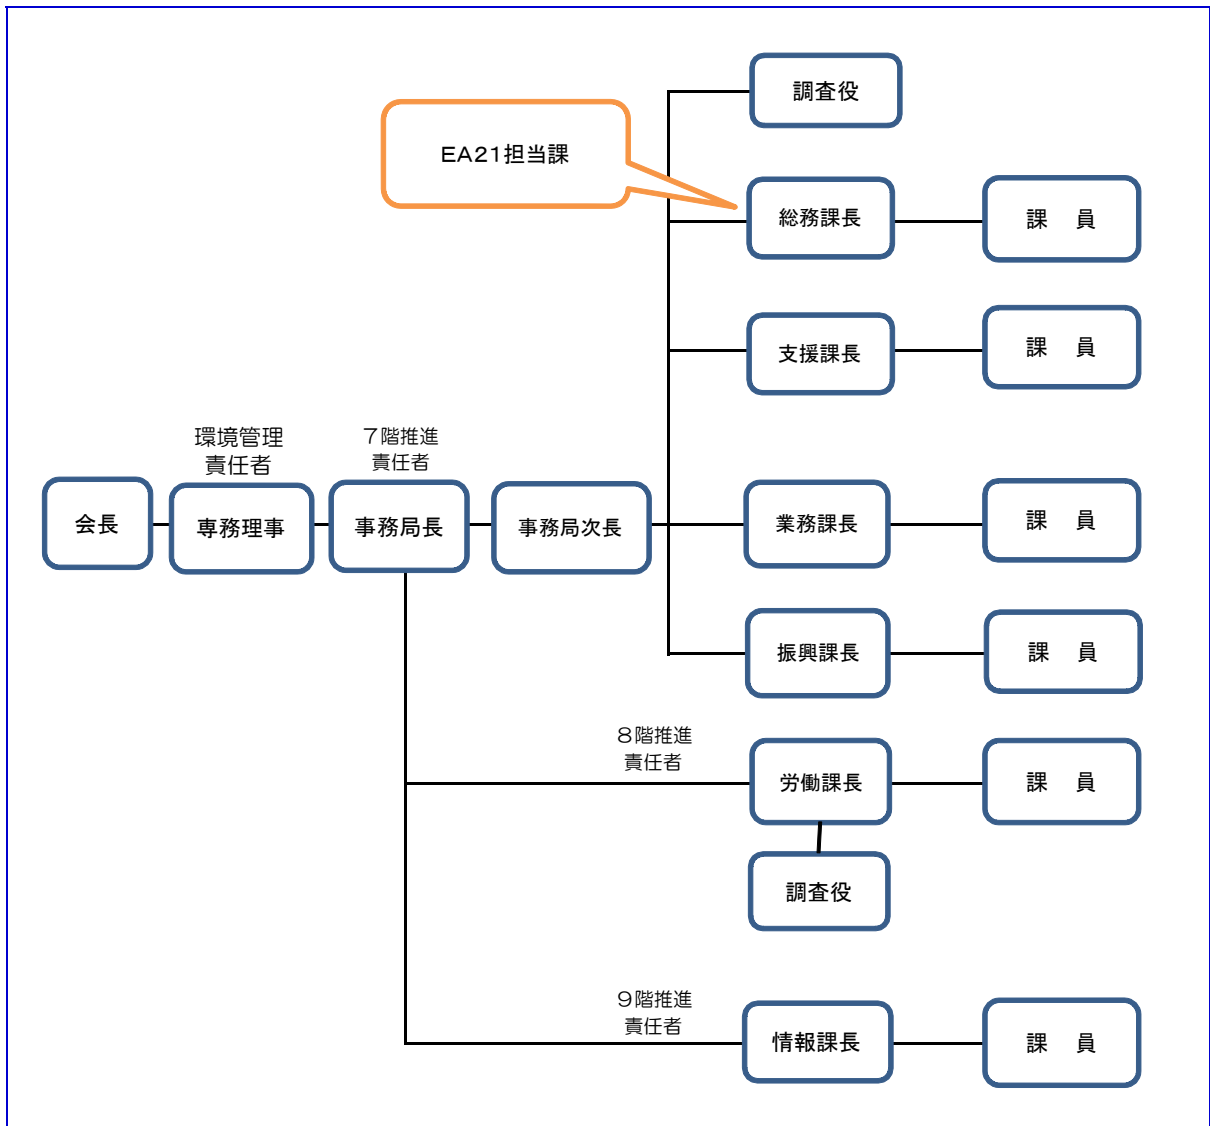 調査役
EA21担当課
総務課長
課　員
支援課長
課　員
環境管理
責任者
７階推進
責任者
会長
専務理事
事務局長
事務局次長
業務課長
課　員
振興課長
課　員
８階推進
責任者
労働課長
課　員
調査役
９階推進
責任者
情報課長
課　員